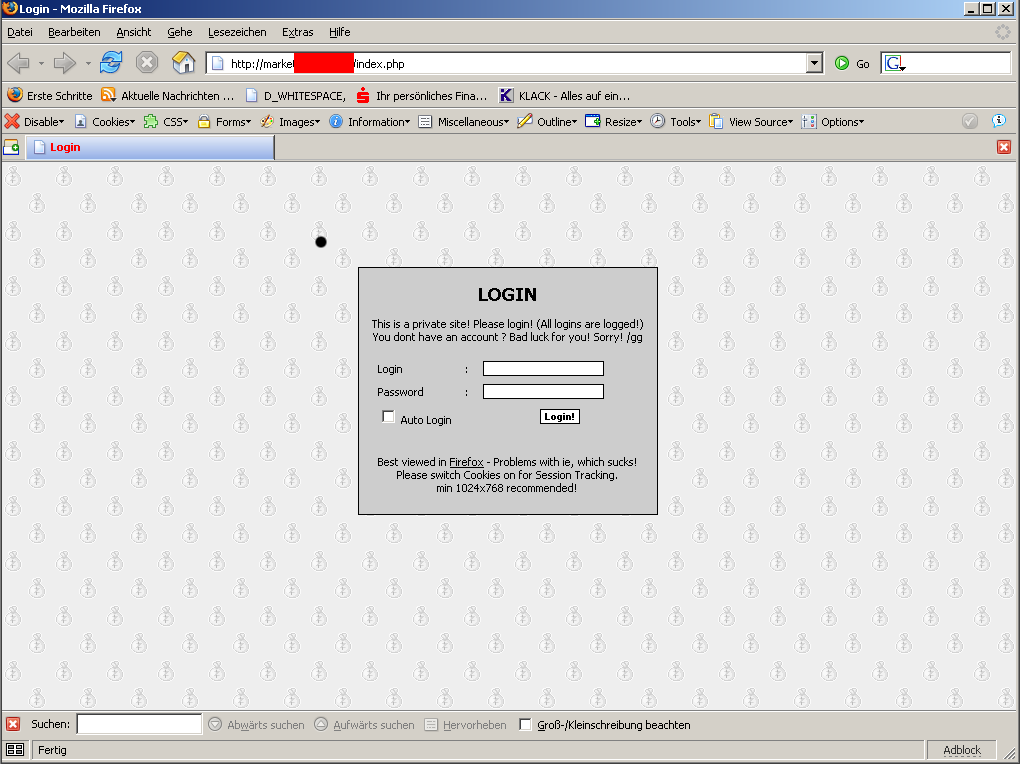 Login - Mozilla Firefox
Datei Bearbeiten Ansicht Gehe Lesezeichen Extras Hilfe
http://market /index.php Go G
Erste Schritte Aktuelle Nachrichten ... D_WHITESPACE, Ihr persönliches Fina... K KLACK - Alles auf ein...
Disable Cookies CSS Forms Images Information Miscellaneous Outline Resize Tools View Source Options
Login
LOGIN
This is a private site! Please login! (All logins are logged!)
You dont have an account ? Bad luck for you! Sorry! /gg
Login :
Password :
Auto Login Login!
Best viewed in Firefox - Problems with ie, which sucks!
Please switch Cookies on for Session Tracking.
min 1024x768 recommended!
Suchen: Abwärts suchen Aufwärts suchen Hervorheben Groß-/Kleinschreibung beachten
Fertig Adblock